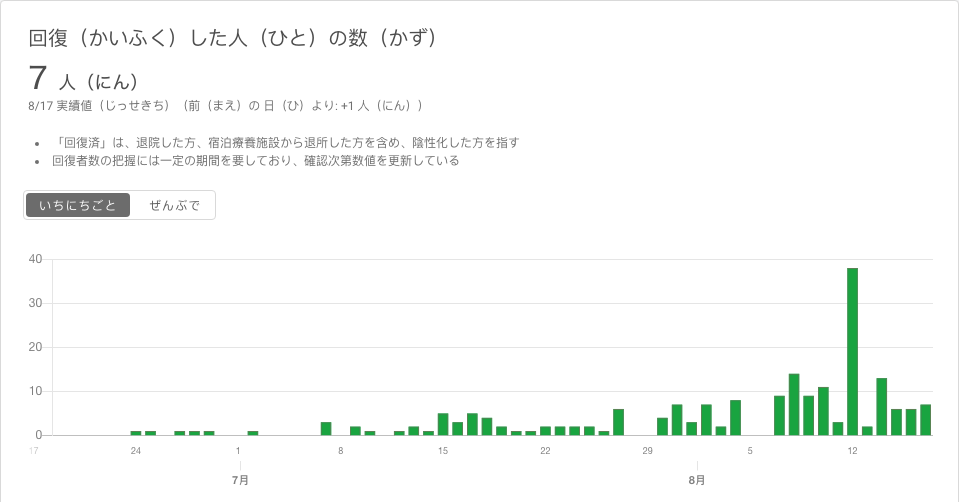 回復（かいふく）した人（ひと）の数（かず）
7 人（にん）
8/17 実績値（じっせきち）（前（まえ）の 日（ひ）より: +1 人（にん））
「回復済」は、退院した方、宿泊療養施設から退所した方を含め、陰性化した方を指す
回復者数の把握には一定の期間を要しており、確認次第数値を更新している
いちにちごと ぜんぶで
40
30
20
10
0
17 24 1 8 15 22 29 5 12
7月 8月